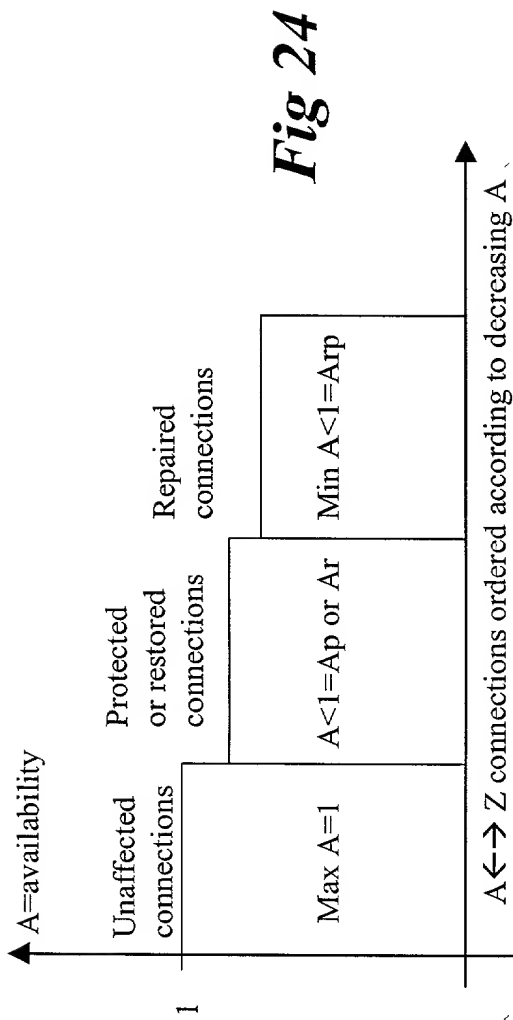 A=availability
Unaffected
connections
Protected
or restored
connections
Repaired
connections
1
Max A=1
A<1=Ap or Ar
Min A<1=Arp
A←→ Z connections ordered according to decreasing A
Fig 24